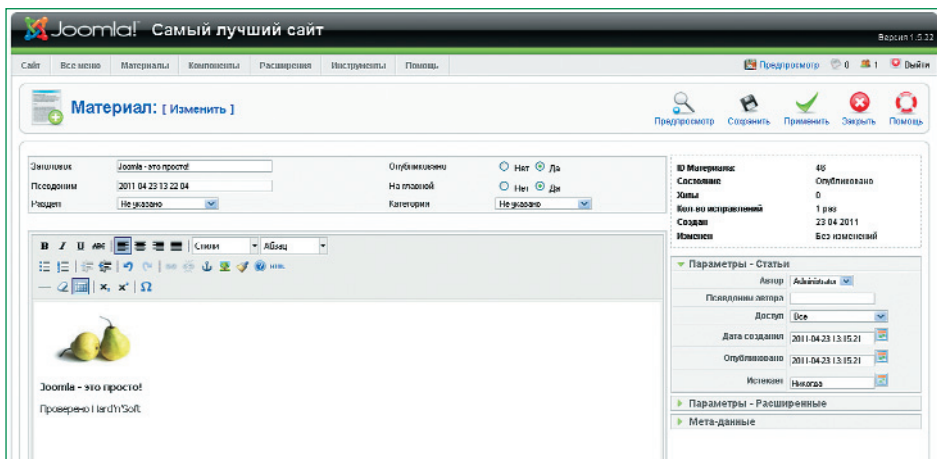 Joomla! Самый лучший сайт
Версия 1.5.22
Сайт Все меню Материалы Компоненты Расширения Инструменты Помощь
Предпросмотр 0 1 Выйти
Материал: [ Изменить ]
Предпросмотр Сохранить Применить Закрыть Помощь
Заголовок Joomla - это просто! Опубликовано Нет Да
Псевдоним 2011 04 23 13 22 04 На главной Нет Да
Раздел Не указано Категория Не указано
ID Материала: 46
Состояние Опубликовано
Хиты 0
Кол-во исправлений 1 раз
Создан 23 04 2011
Изменен Без изменений
B I U ABC Стили Абзац
HTML
Параметры - Статьи
Автор Administrator
Псевдоним автора
Доступ Все
Дата создания 2011-04-23 13:15:21
Опубликовано 2011-04-23 13:15:21
Истекает Никогда
Параметры - Расширенные
Мета-данные
Joomla - это просто!
Проверено Hard'n'Soft